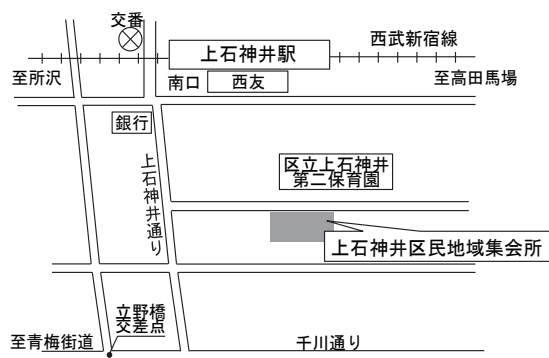 交番
上石神井駅
西武新宿線
至所沢
南口
西友
至高田馬場
銀行
上石神井通り
区立上石神井
第二保育園
上石神井区民地域集会所
立野橋
交差点
至青梅街道
千川通り